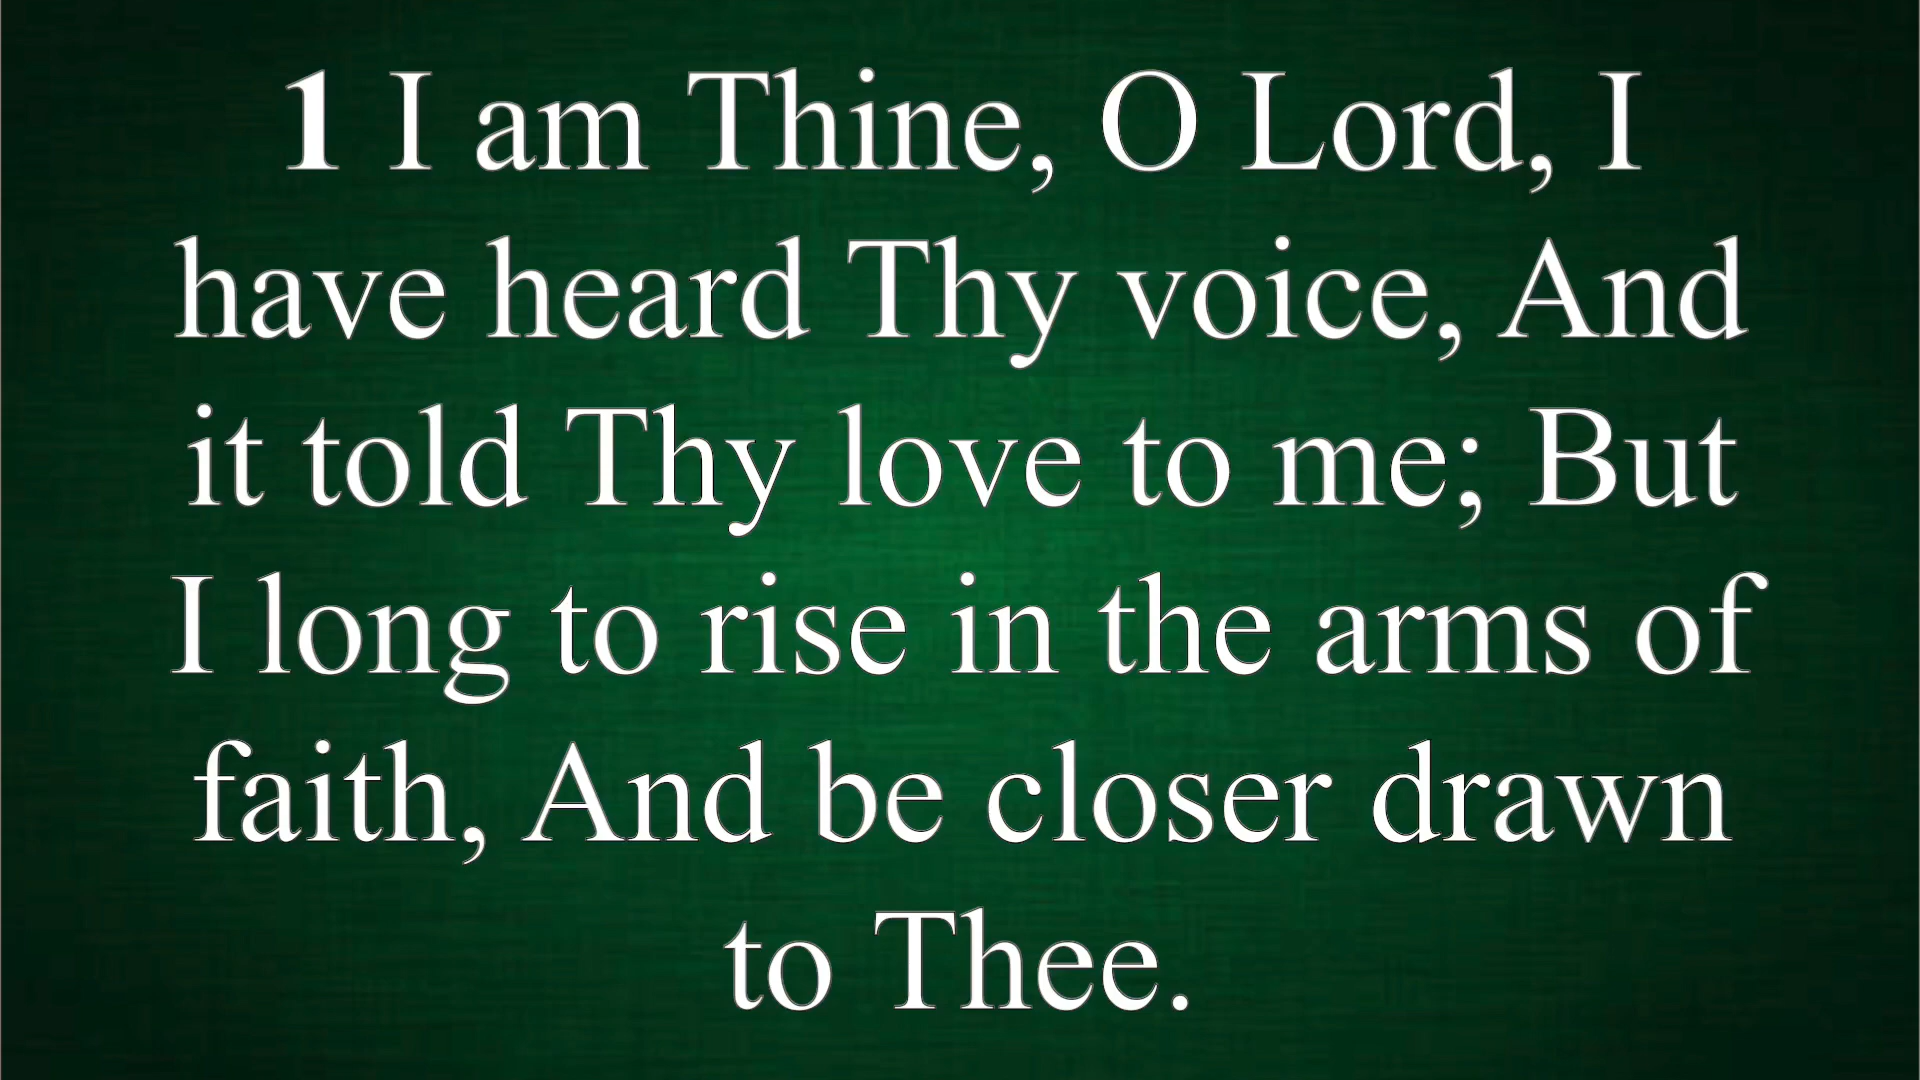 1 I am Thine, O Lord, I
have heard Thy voice, And
it told Thy love to me; But
I long to rise in the arms of
faith, And be closer drawn
to Thee.